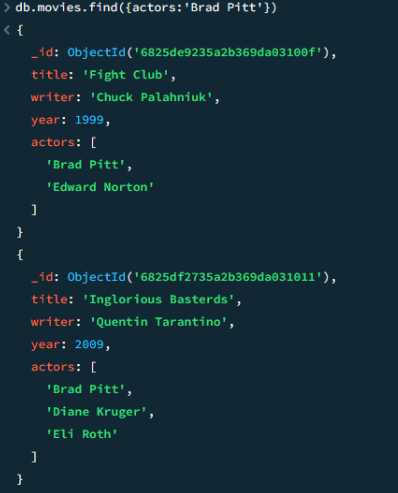 > db.movies.find({actors:'Brad Pitt'})
< {
_id: ObjectId('6825de9235a2b369da03100f'),
title: 'Fight Club',
writer: 'Chuck Palahniuk',
year: 1999,
actors: [
'Brad Pitt',
'Edward Norton'
]
}
{
_id: ObjectId('6825df2735a2b369da031011'),
title: 'Inglorious Basterds',
writer: 'Quentin Tarantino',
year: 2009,
actors: [
'Brad Pitt',
'Diane Kruger',
'Eli Roth'
]
}